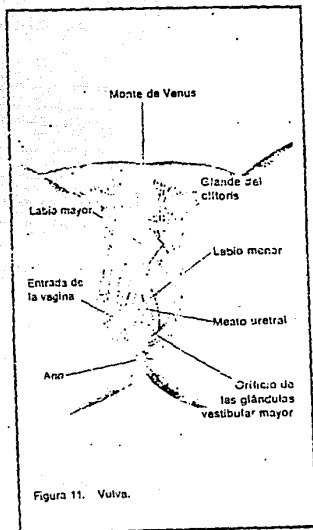 Monte de Venus
Glande del
clítoris
Labio mayor
Labio menor
Entrada de
la vagina
Meato uretral
Ano
Orificio de
las glándulas
vestibular mayor
Figura 11. Vulva.